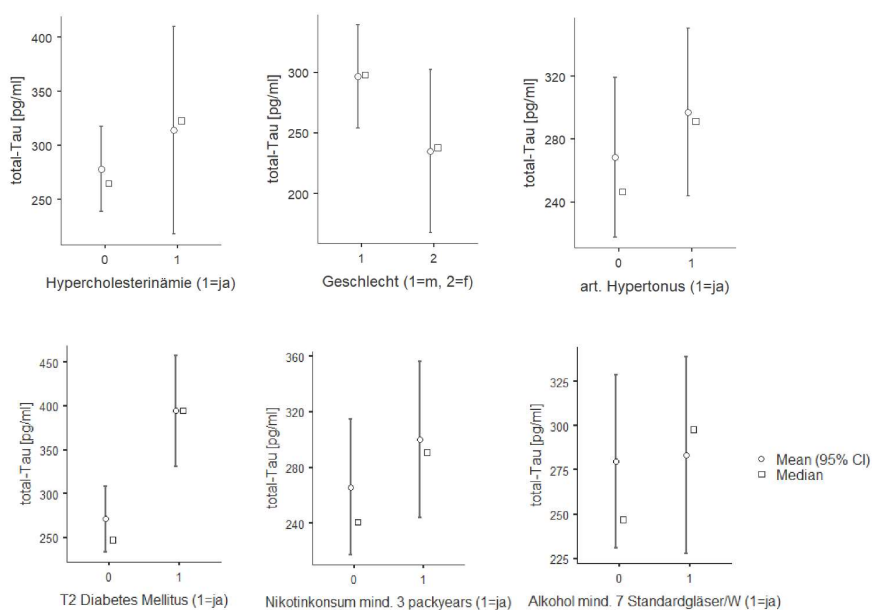 total-Tau [pg/ml]
400
350
300
250
0
1
Hypercholesterinämie (1=ja)
total-Tau [pg/ml]
300
250
200
1
2
Geschlecht (1=m, 2=f)
total-Tau [pg/ml]
320
280
240
0
1
art. Hypertonus (1=ja)
total-Tau [pg/ml]
450
400
350
300
250
0
1
T2 Diabetes Mellitus (1=ja)
total-Tau [pg/ml]
360
320
280
240
0
1
Nikotinkonsum mind. 3 packyears (1=ja)
total-Tau [pg/ml]
325
300
275
250
225
0
1
Alkohol mind. 7 Standardgläser/W (1=ja)
Mean (95% CI)
Median